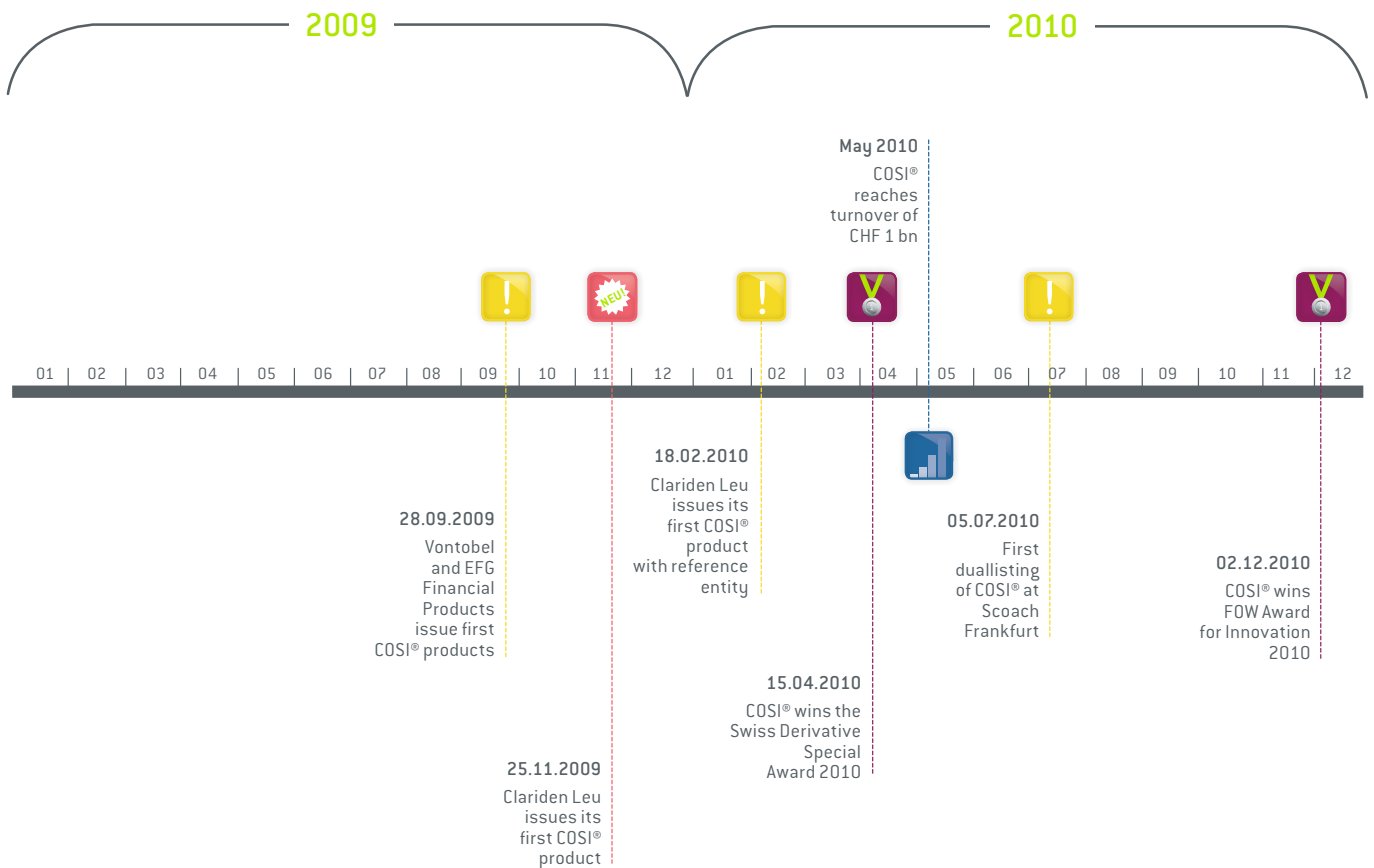 2009
2010
May 2010
COSI®
reaches
turnover of
CHF 1 bn
NEU!
01 02 03 04 05 06 07 08 09 10 11 12 01 02 03 04 05 06 07 08 09 10 11 12
18.02.2010
Clariden Leu
issues its
first COSI®
product
with reference
entity
28.09.2009
Vontobel
and EFG
Financial
Products
issue first
COSI® products
05.07.2010
First
duallisting
of COSI® at
Scoach
Frankfurt
02.12.2010
COSI® wins
FOW Award
for Innovation
2010
15.04.2010
COSI® wins the
Swiss Derivative
Special
Award 2010
25.11.2009
Clariden Leu
issues its
first COSI®
product